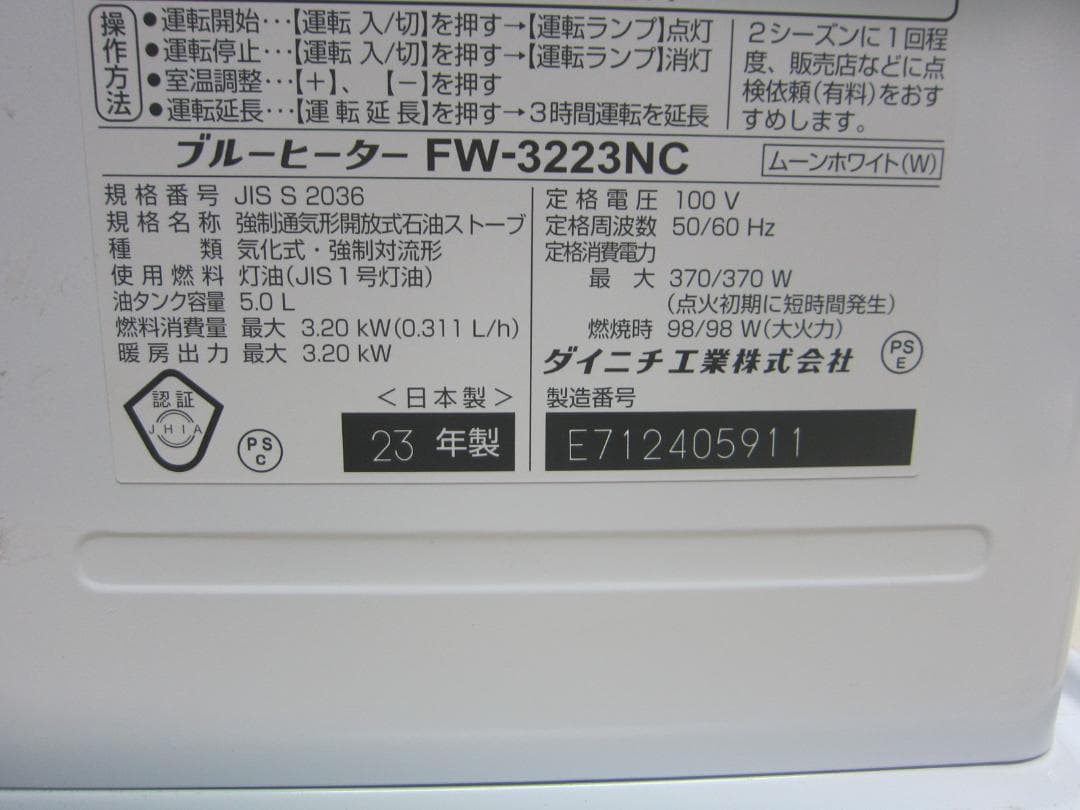 操作方法
●運転開始…【運転 入/切】を押す→【運転ランプ】点灯
●運転停止…【運転 入/切】を押す→【運転ランプ】消灯
●室温調整…【+】、【-】を押す
●運転延長…【運転延長】を押す→3時間運転を延長
2シーズンに1回程
度、販売店などに点
検依頼(有料)をおす
すめします。
ブルーヒーター FW-3223NC
ムーンホワイト(W)
規格番号 JIS S 2036
規格名称 強制通気形開放式石油ストーブ
種類 気化式・強制対流形
使用燃料 灯油(JIS1号灯油)
油タンク容量 5.0 L
燃料消費量 最大 3.20 kW(0.311 L/h)
暖房出力 最大 3.20 kW
認証
JHIA
PS
C
<日本製>
23 年製
定格電圧 100 V
定格周波数 50/60 Hz
定格消費電力
最大 370/370 W
(点火初期に短時間発生)
燃焼時 98/98 W(大火力)
ダイニチ工業株式会社
PS
E
製造番号
E712405911